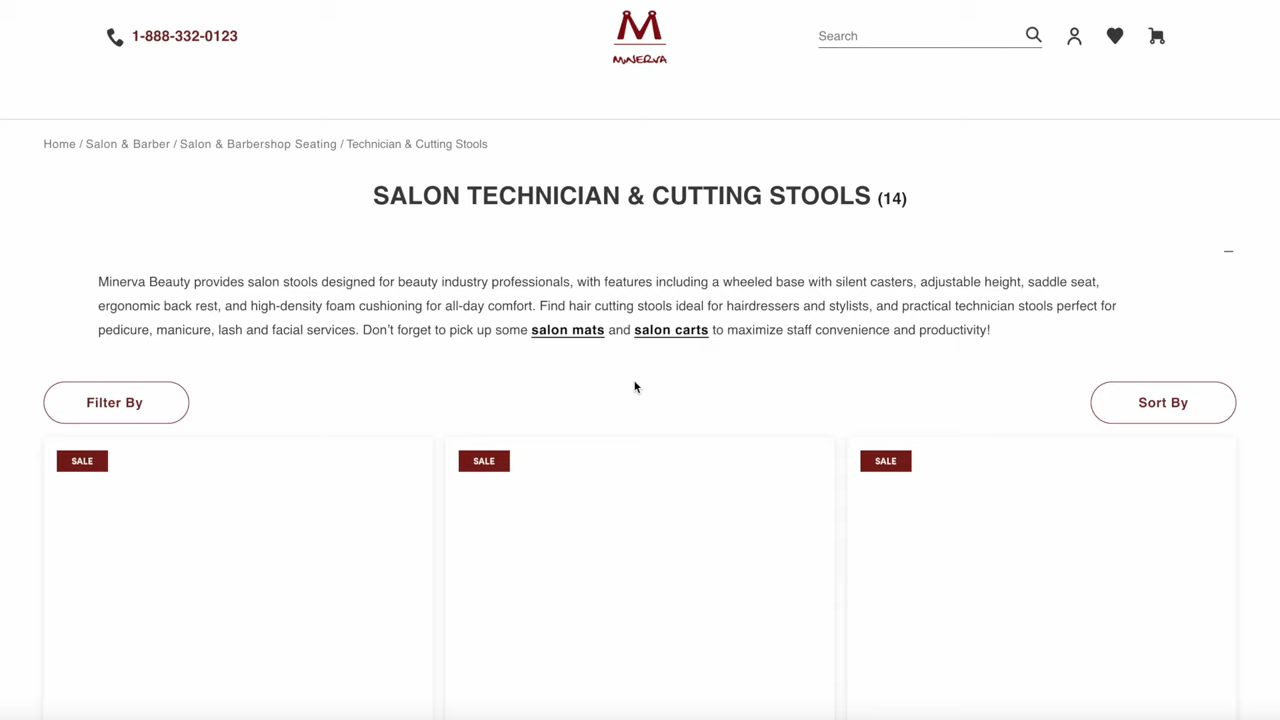 1-888-332-0123
M
MINERVA
Search
Home / Salon & Barber / Salon & Barbershop Seating / Technician & Cutting Stools
SALON TECHNICIAN & CUTTING STOOLS (14)
Minerva Beauty provides salon stools designed for beauty industry professionals, with features including a wheeled base with silent casters, adjustable height, saddle seat,
ergonomic back rest, and high-density foam cushioning for all-day comfort. Find hair cutting stools ideal for hairdressers and stylists, and practical technician stools perfect for
pedicure, manicure, lash and facial services. Don't forget to pick up some salon mats and salon carts to maximize staff convenience and productivity!
Filter By
Sort By
SALE
SALE
SALE